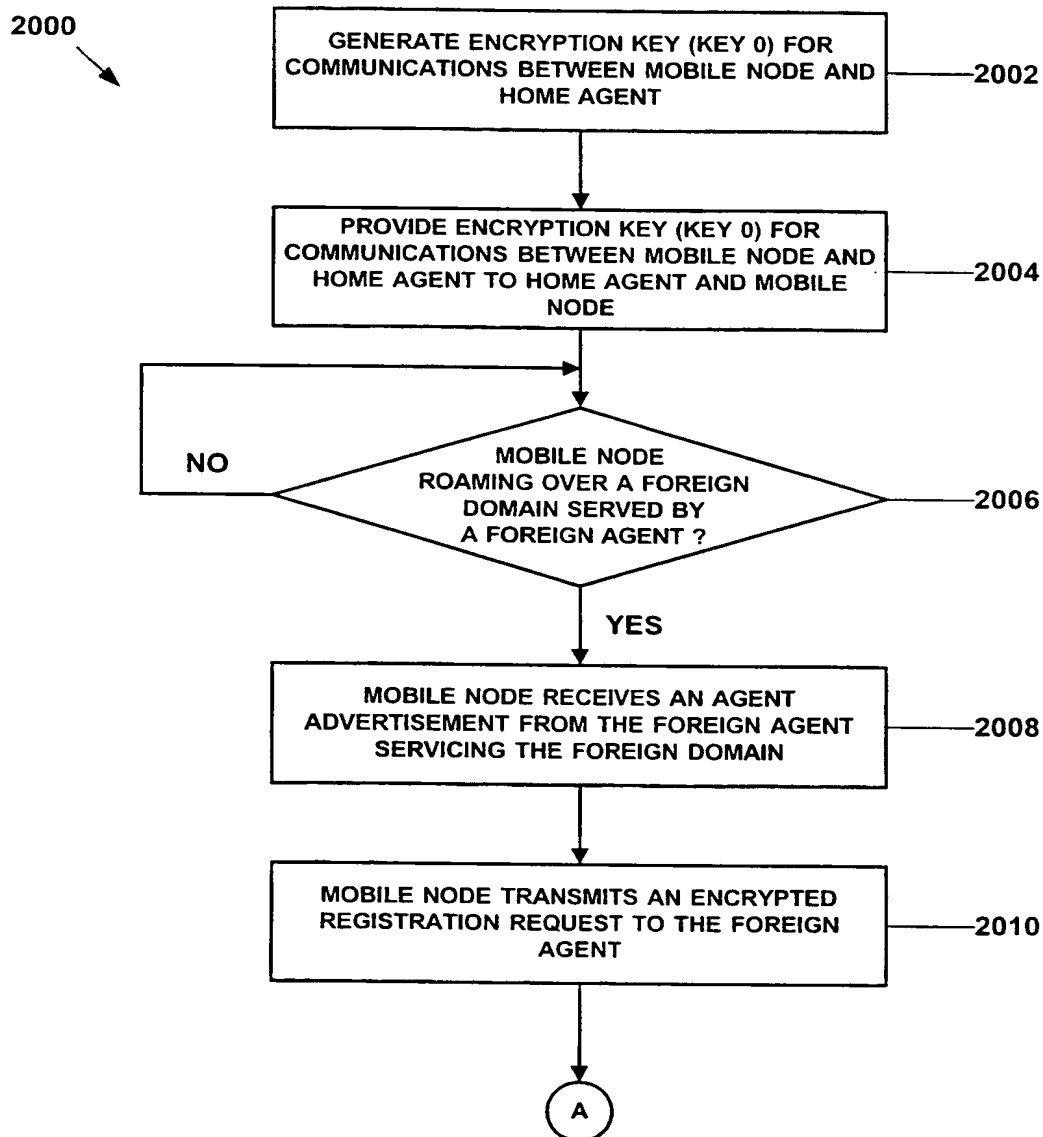 2000
GENERATE ENCRYPTION KEY (KEY 0) FOR
COMMUNICATIONS BETWEEN MOBILE NODE AND
HOME AGENT
2002
PROVIDE ENCRYPTION KEY (KEY 0) FOR
COMMUNICATIONS BETWEEN MOBILE NODE AND
HOME AGENT TO HOME AGENT AND MOBILE
NODE
2004
NO
MOBILE NODE
ROAMING OVER A FOREIGN
DOMAIN SERVED BY
A FOREIGN AGENT ?
2006
YES
MOBILE NODE RECEIVES AN AGENT
ADVERTISEMENT FROM THE FOREIGN AGENT
SERVICING THE FOREIGN DOMAIN
2008
MOBILE NODE TRANSMITS AN ENCRYPTED
REGISTRATION REQUEST TO THE FOREIGN
AGENT
2010
A